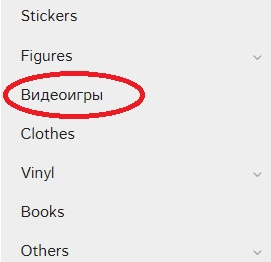 Stickers
Figures
Видеоигры
Clothes
Vinyl
Books
Others